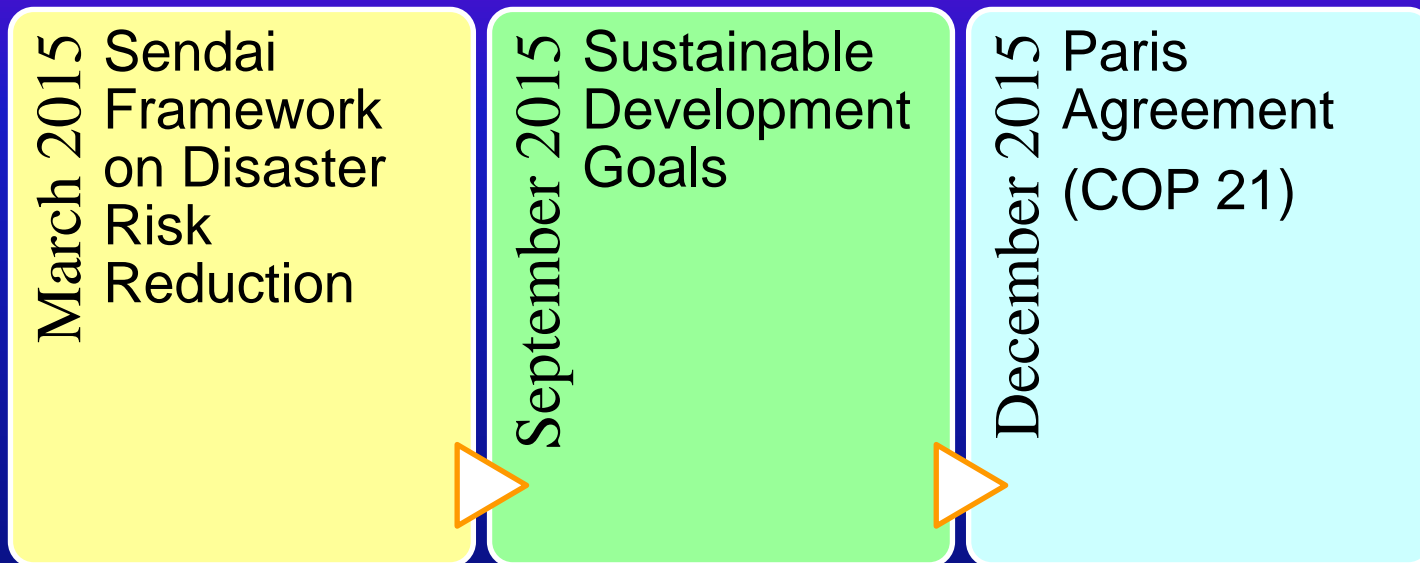 March 2015
Sendai
Framework
on Disaster
Risk
Reduction
September 2015
Sustainable
Development
Goals
December 2015
Paris
Agreement
(COP 21)